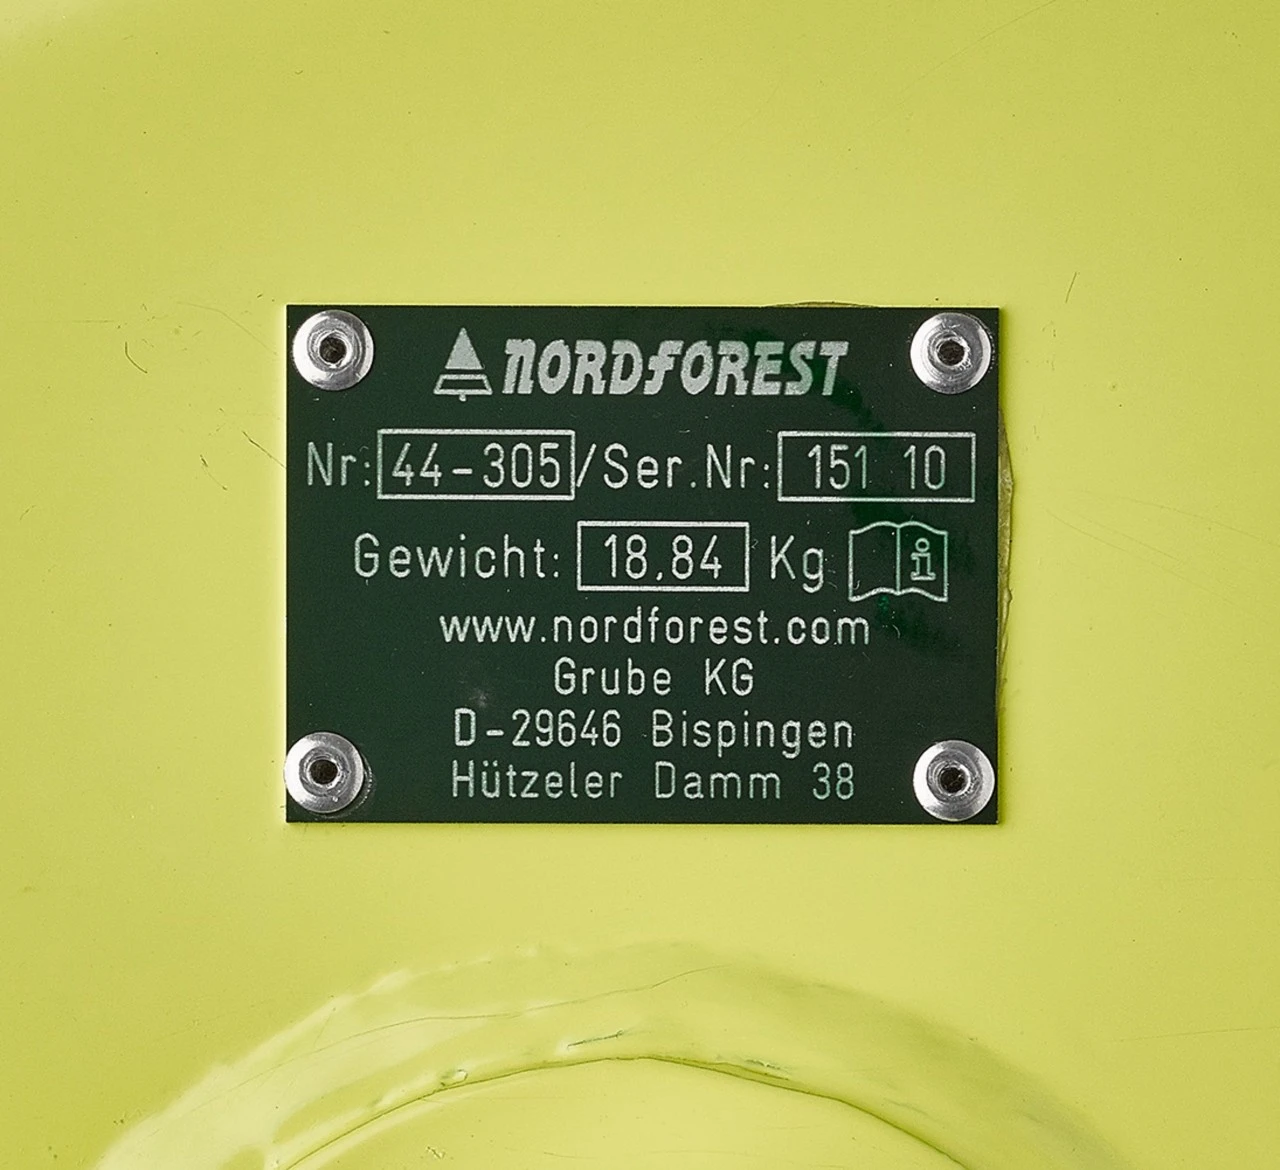 NORDFOREST
Nr: 44-305/Ser.Nr: 151 10
Gewicht: 18.84 Kg i
www.nordforest.com
Grube KG
D-29646 Bispingen
Hützeler Damm 38